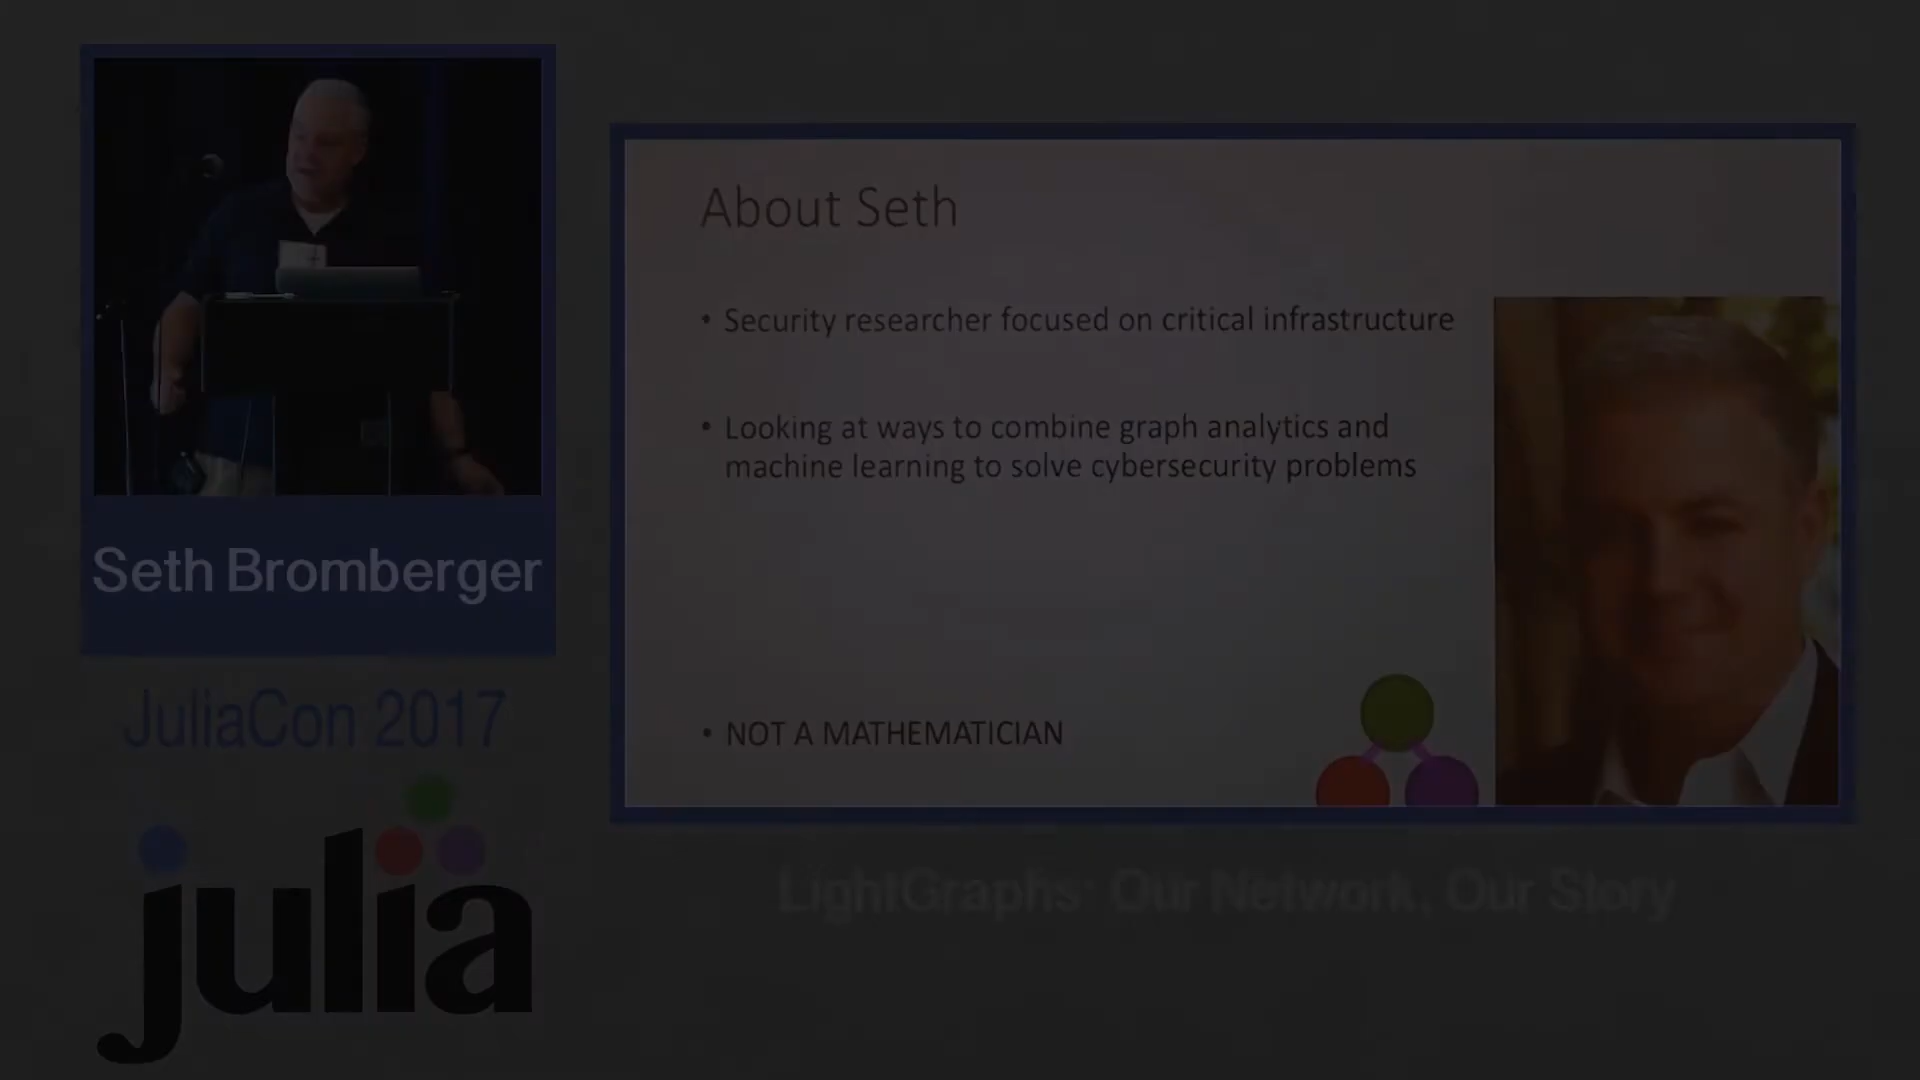 About Seth
• Security researcher focused on critical infrastructure
• Looking at ways to combine graph analytics and
machine learning to solve cybersecurity problems
• NOT A MATHEMATICIAN
Seth Bromberger
JuliaCon 2017
julia
LightGraphs: Our Network, Our Story